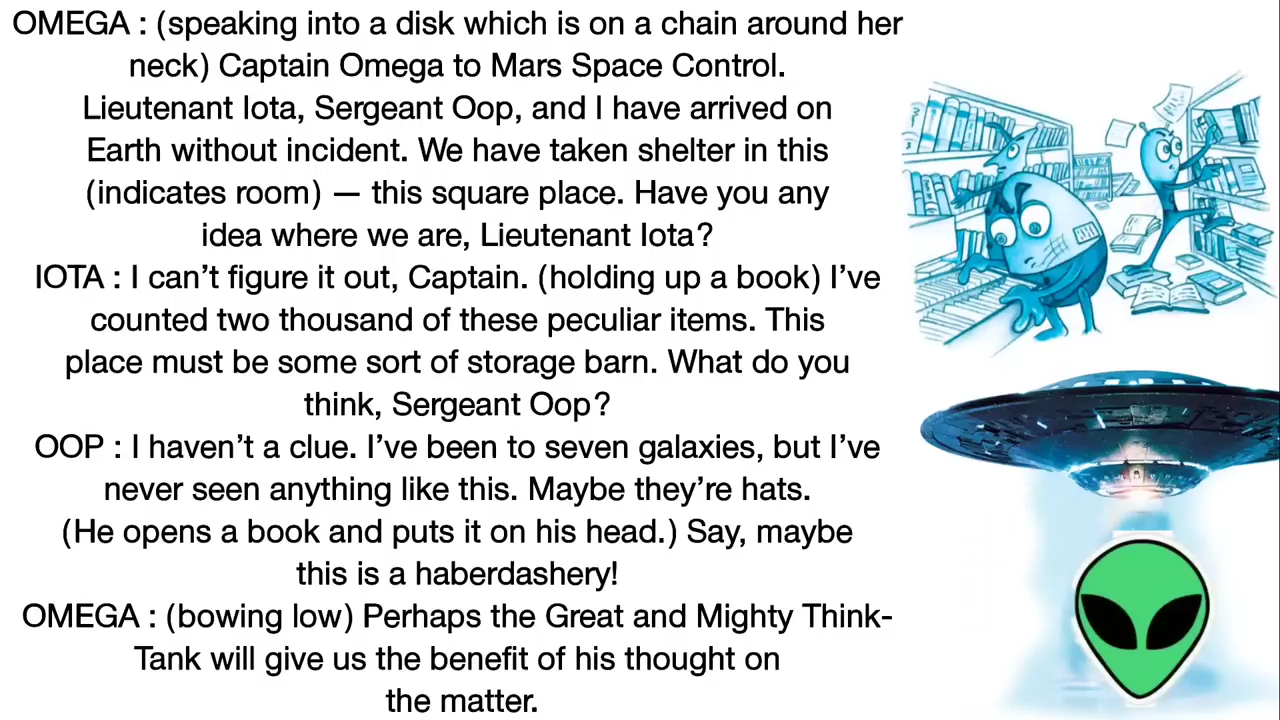 OMEGA : (speaking into a disk which is on a chain around her
neck) Captain Omega to Mars Space Control.
Lieutenant Iota, Sergeant Oop, and I have arrived on
Earth without incident. We have taken shelter in this
(indicates room) — this square place. Have you any
idea where we are, Lieutenant Iota?
IOTA : I can’t figure it out, Captain. (holding up a book) I’ve
counted two thousand of these peculiar items. This
place must be some sort of storage barn. What do you
think, Sergeant Oop?
OOP : I haven’t a clue. I’ve been to seven galaxies, but I’ve
never seen anything like this. Maybe they’re hats.
(He opens a book and puts it on his head.) Say, maybe
this is a haberdashery!
OMEGA : (bowing low) Perhaps the Great and Mighty Think-
Tank will give us the benefit of his thought on
the matter.